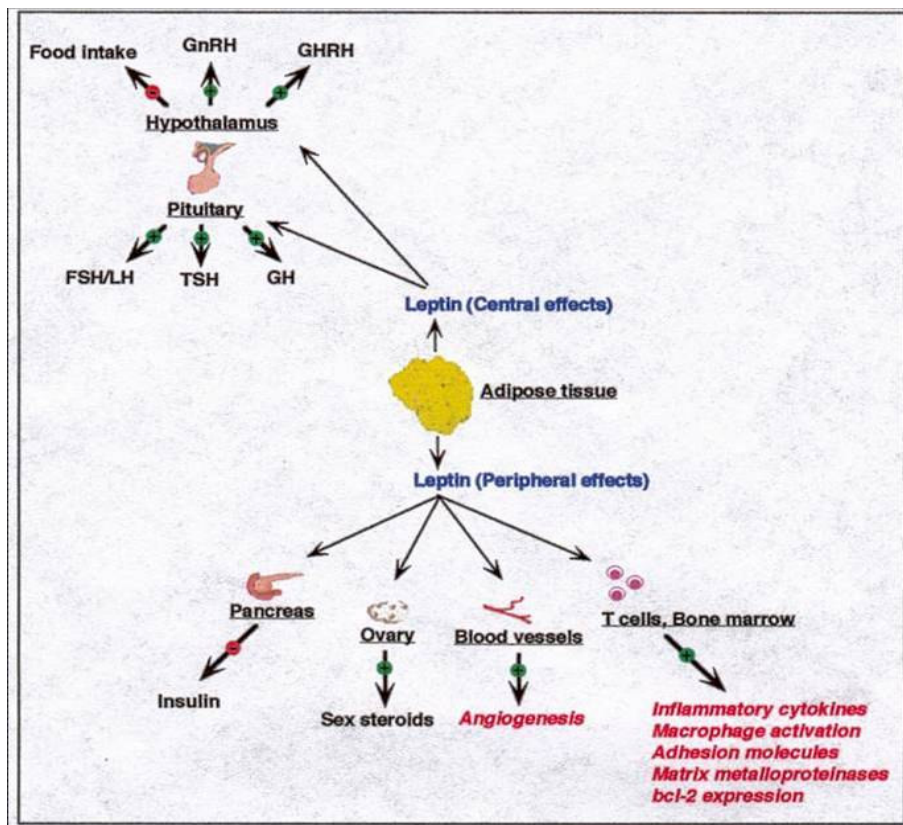 Food intake
GnRH
GHRH
Hypothalamus
Pituitary
FSH/LH
TSH
GH
Leptin (Central effects)
Adipose tissue
Leptin (Peripheral effects)
Pancreas
Ovary
Blood vessels
T cells, Bone marrow
Insulin
Sex steroids
Angiogenesis
Inflammatory cytokines
Macrophage activation
Adhesion molecules
Matrix metalloproteinases
bcl-2 expression